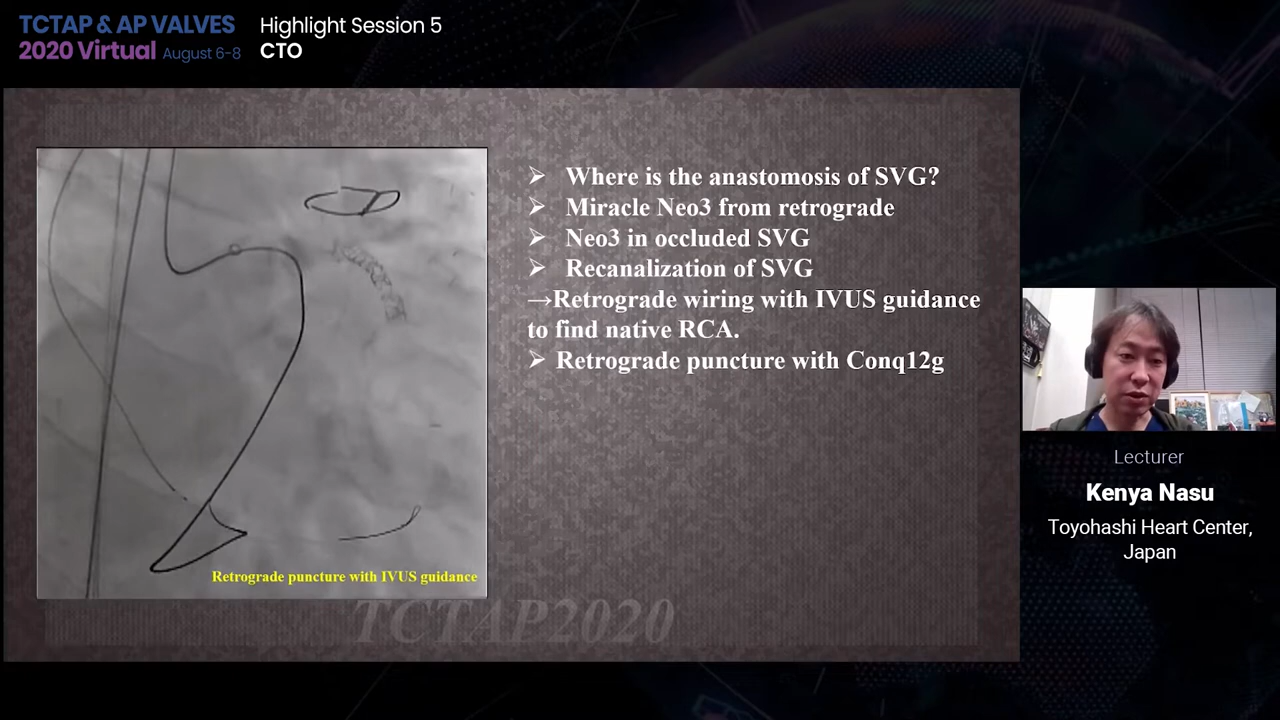 TCTAP & AP VALVES
2020 Virtual August 6-8
Highlight Session 5
CTO
➢ Where is the anastomosis of SVG?
➢ Miracle Neo3 from retrograde
➢ Neo3 in occluded SVG
➢ Recanalization of SVG
→Retrograde wiring with IVUS guidance
to find native RCA.
➢ Retrograde puncture with Conq12g
Retrograde puncture with IVUS guidance
TCTAP2020
Lecturer
Kenya Nasu
Toyohashi Heart Center,
Japan